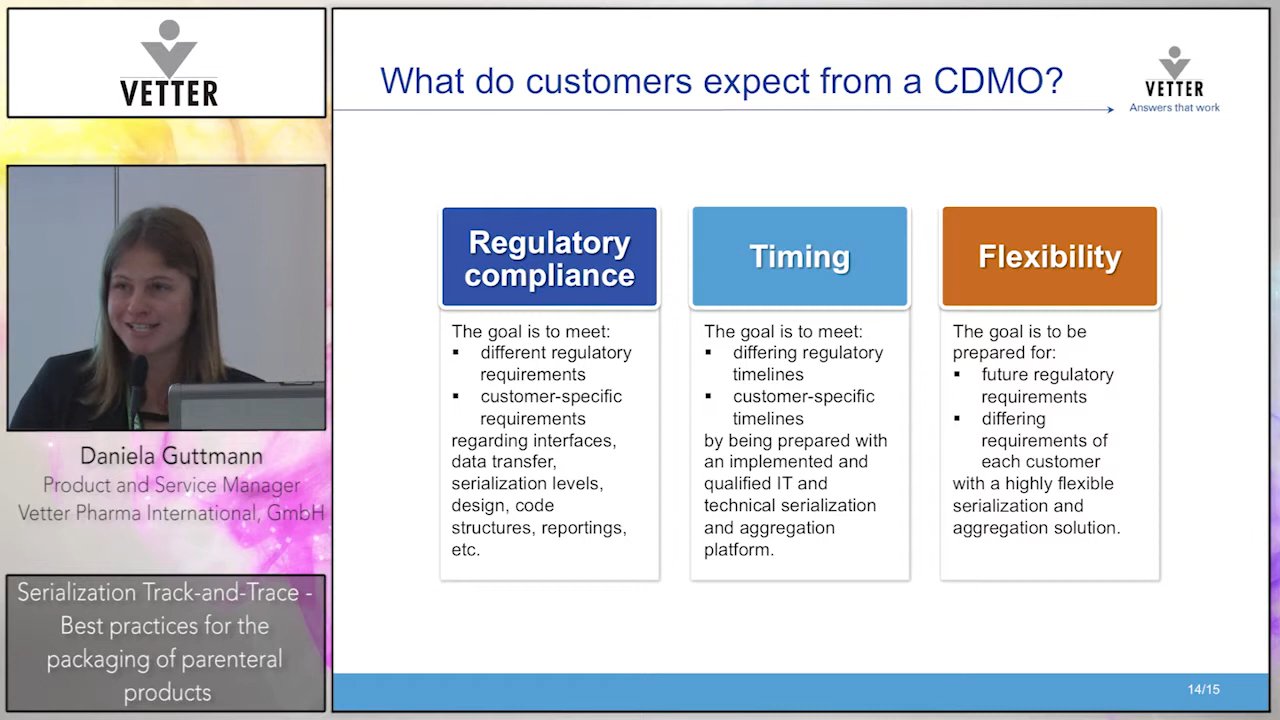 VETTER
Daniela Guttmann
Product and Service Manager
Vetter Pharma International, GmbH
Serialization Track-and-Trace -
Best practices for the
packaging of parenteral
products
What do customers expect from a CDMO?
VETTER
Answers that work
Regulatory
compliance
The goal is to meet:
▪ different regulatory
requirements
▪ customer-specific
requirements
regarding interfaces,
data transfer,
serialization levels,
design, code
structures, reportings,
etc.
Timing
The goal is to meet:
▪ differing regulatory
timelines
▪ customer-specific
timelines
by being prepared with
an implemented and
qualified IT and
technical serialization
and aggregation
platform.
Flexibility
The goal is to be
prepared for:
▪ future regulatory
requirements
▪ differing
requirements of
each customer
with a highly flexible
serialization and
aggregation solution.
14/15